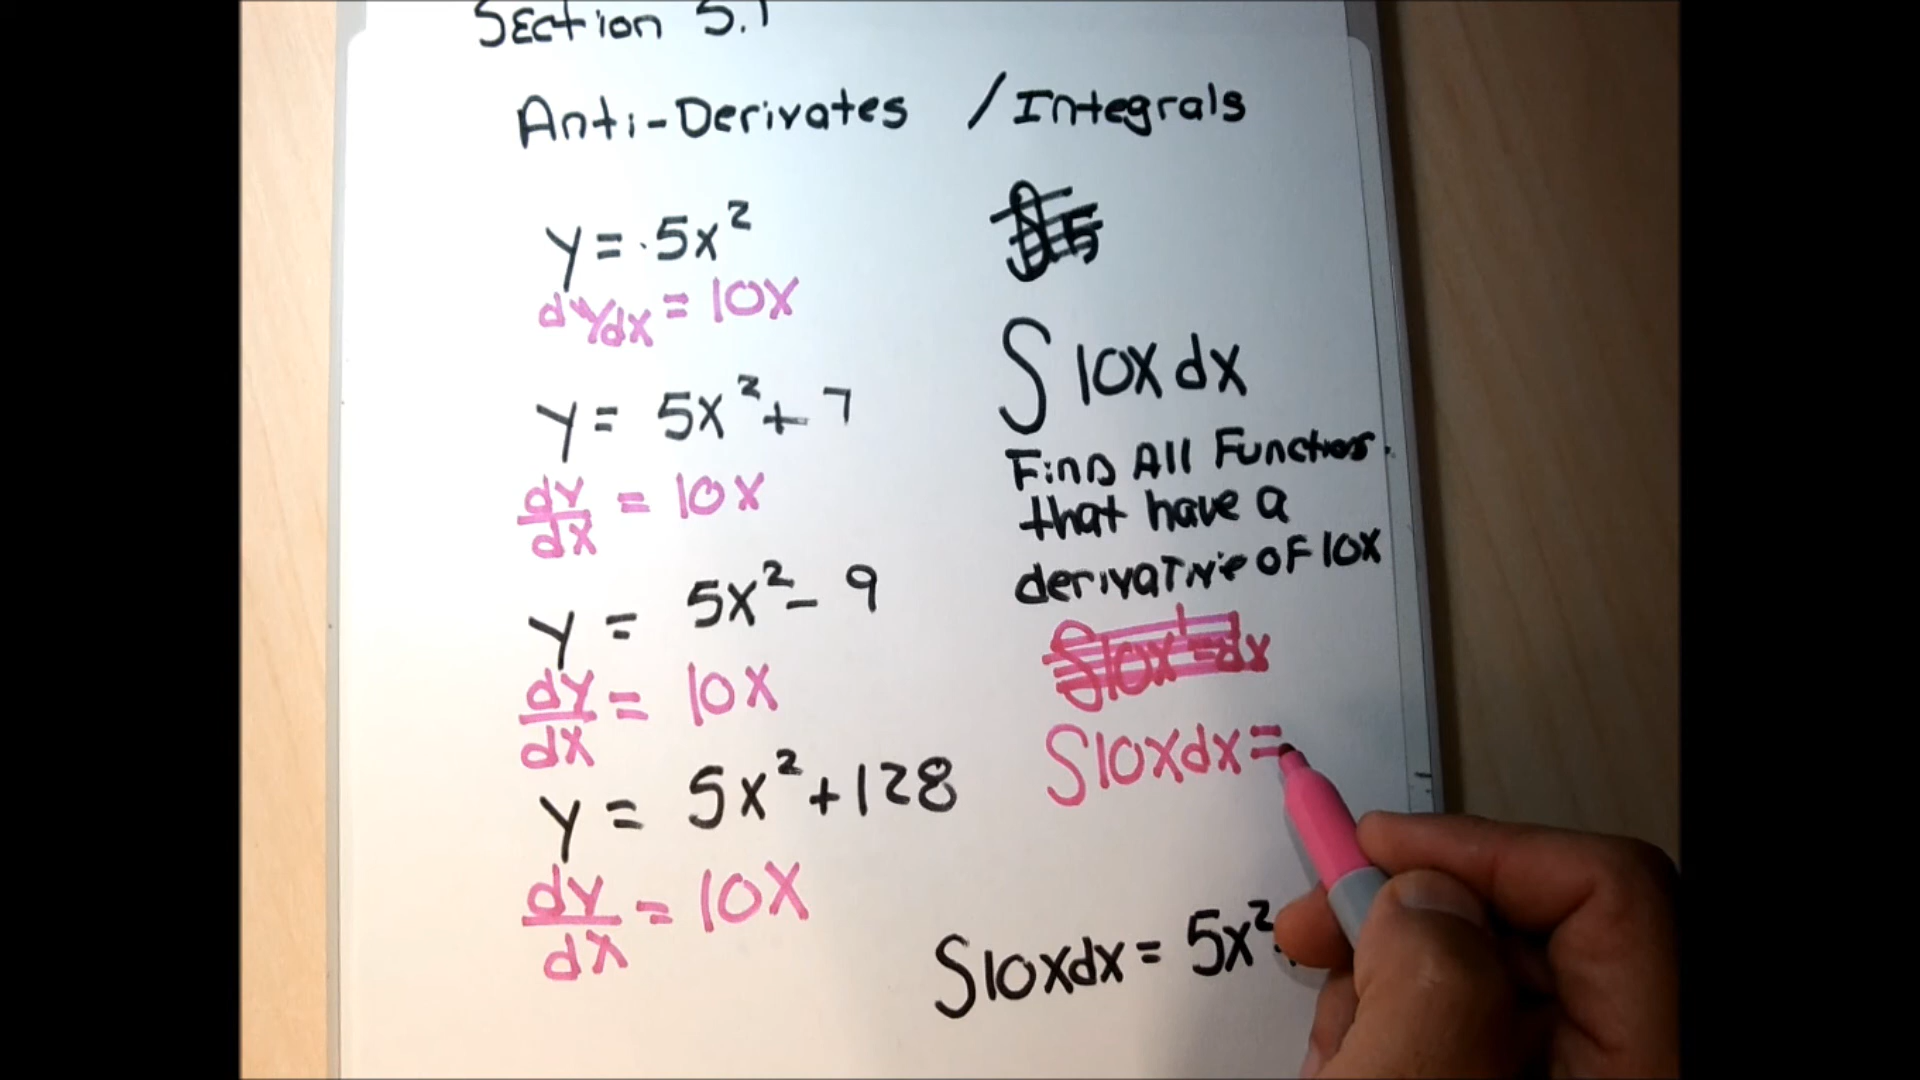 Section 5.1
Anti-Derivates / Integrals
y = 5x²
dy/dx = 10x
y = 5x² + 7
dy/dx = 10x
y = 5x² - 9
dy/dx = 10x
y = 5x² + 128
dy/dx = 10x
∫ 10x dx
Find All Functios
that have a
derivative of 10x
∫10xdx =
∫10xdx = 5x²